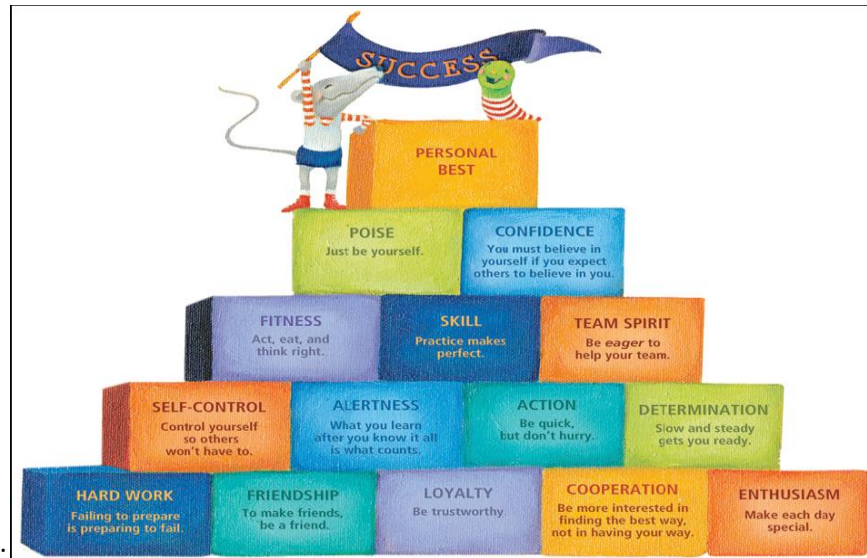 SUCCESS
PERSONAL
BEST
POISE
Just be yourself.
CONFIDENCE
You must believe in
yourself if you expect
others to believe in you.
FITNESS
Act, eat, and
think right.
SKILL
Practice makes
perfect.
TEAM SPIRIT
Be eager to
help your team.
SELF-CONTROL
Control yourself
so others
won't have to.
ALERTNESS
What you learn
after you know it all
is what counts.
ACTION
Be quick,
but don't hurry.
DETERMINATION
Slow and steady
gets you ready.
HARD WORK
Failing to prepare
is preparing to fail.
FRIENDSHIP
To make friends,
be a friend.
LOYALTY
Be trustworthy
COOPERATION
Be more interested in
finding the best way,
not in having your way.
ENTHUSIASM
Make each day
special.
.